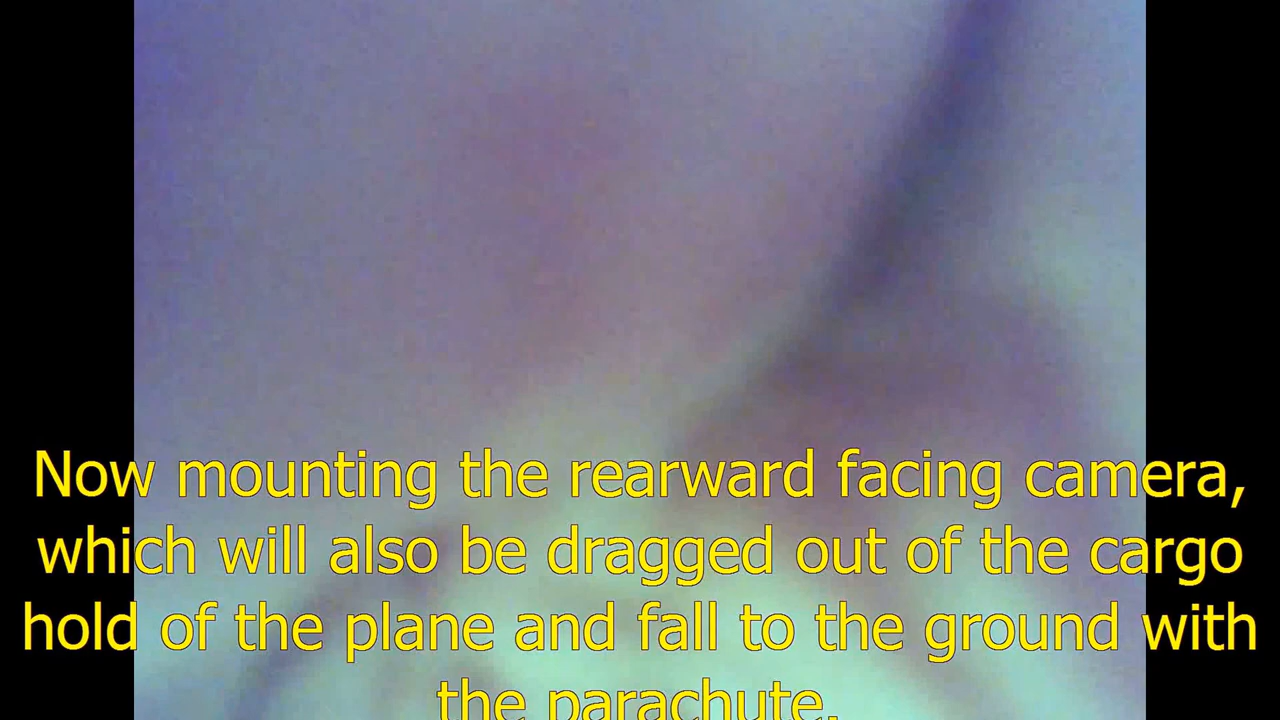 Now mounting the rearward facing camera,
which will also be dragged out of the cargo
hold of the plane and fall to the ground with
the parachute.